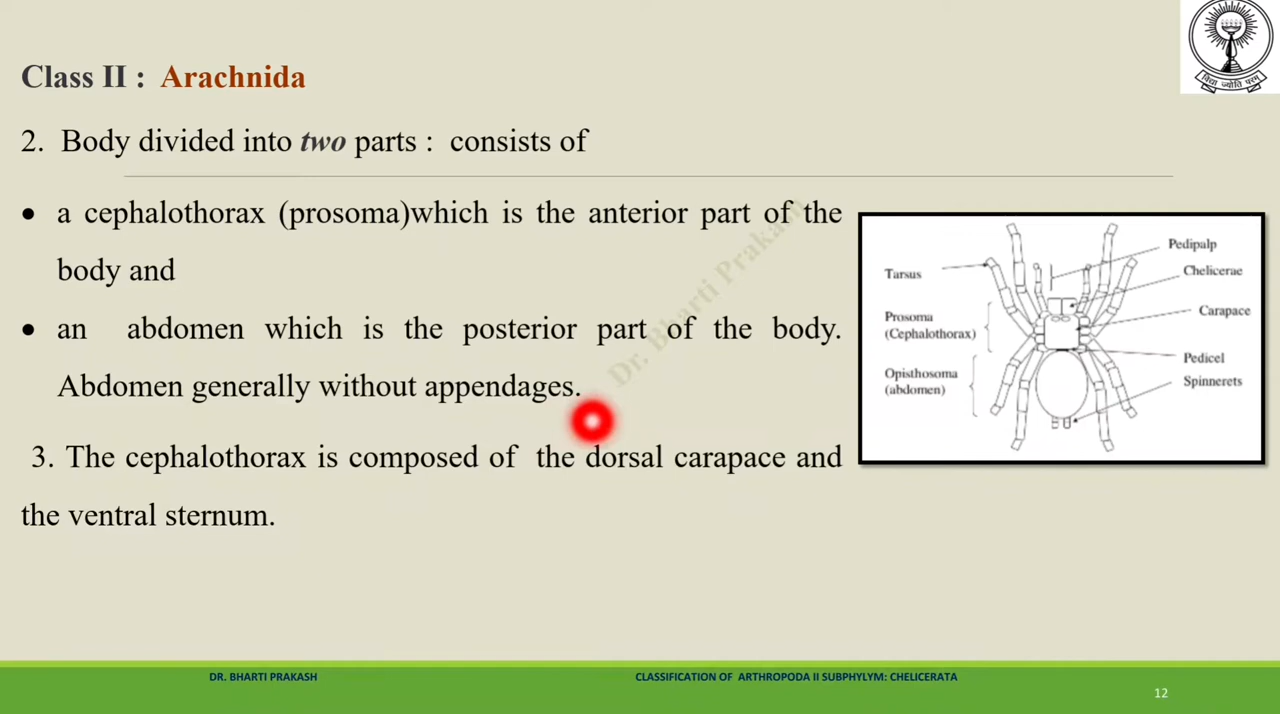 Class II : Arachnida
2. Body divided into two parts : consists of
• a cephalothorax (prosoma)which is the anterior part of the
body and
• an abdomen which is the posterior part of the body.
Abdomen generally without appendages.
3. The cephalothorax is composed of the dorsal carapace and
the ventral sternum.
Dr. Bharti Prakash
Tarsus
Prosoma
(Cephalothorax)
Opisthosoma
(abdomen)
Pedipalp
Chelicerae
Carapace
Pedicel
Spinnerets
DR. BHARTI PRAKASH
CLASSIFICATION OF ARTHROPODA II SUBPHYLYM: CHELICERATA
12